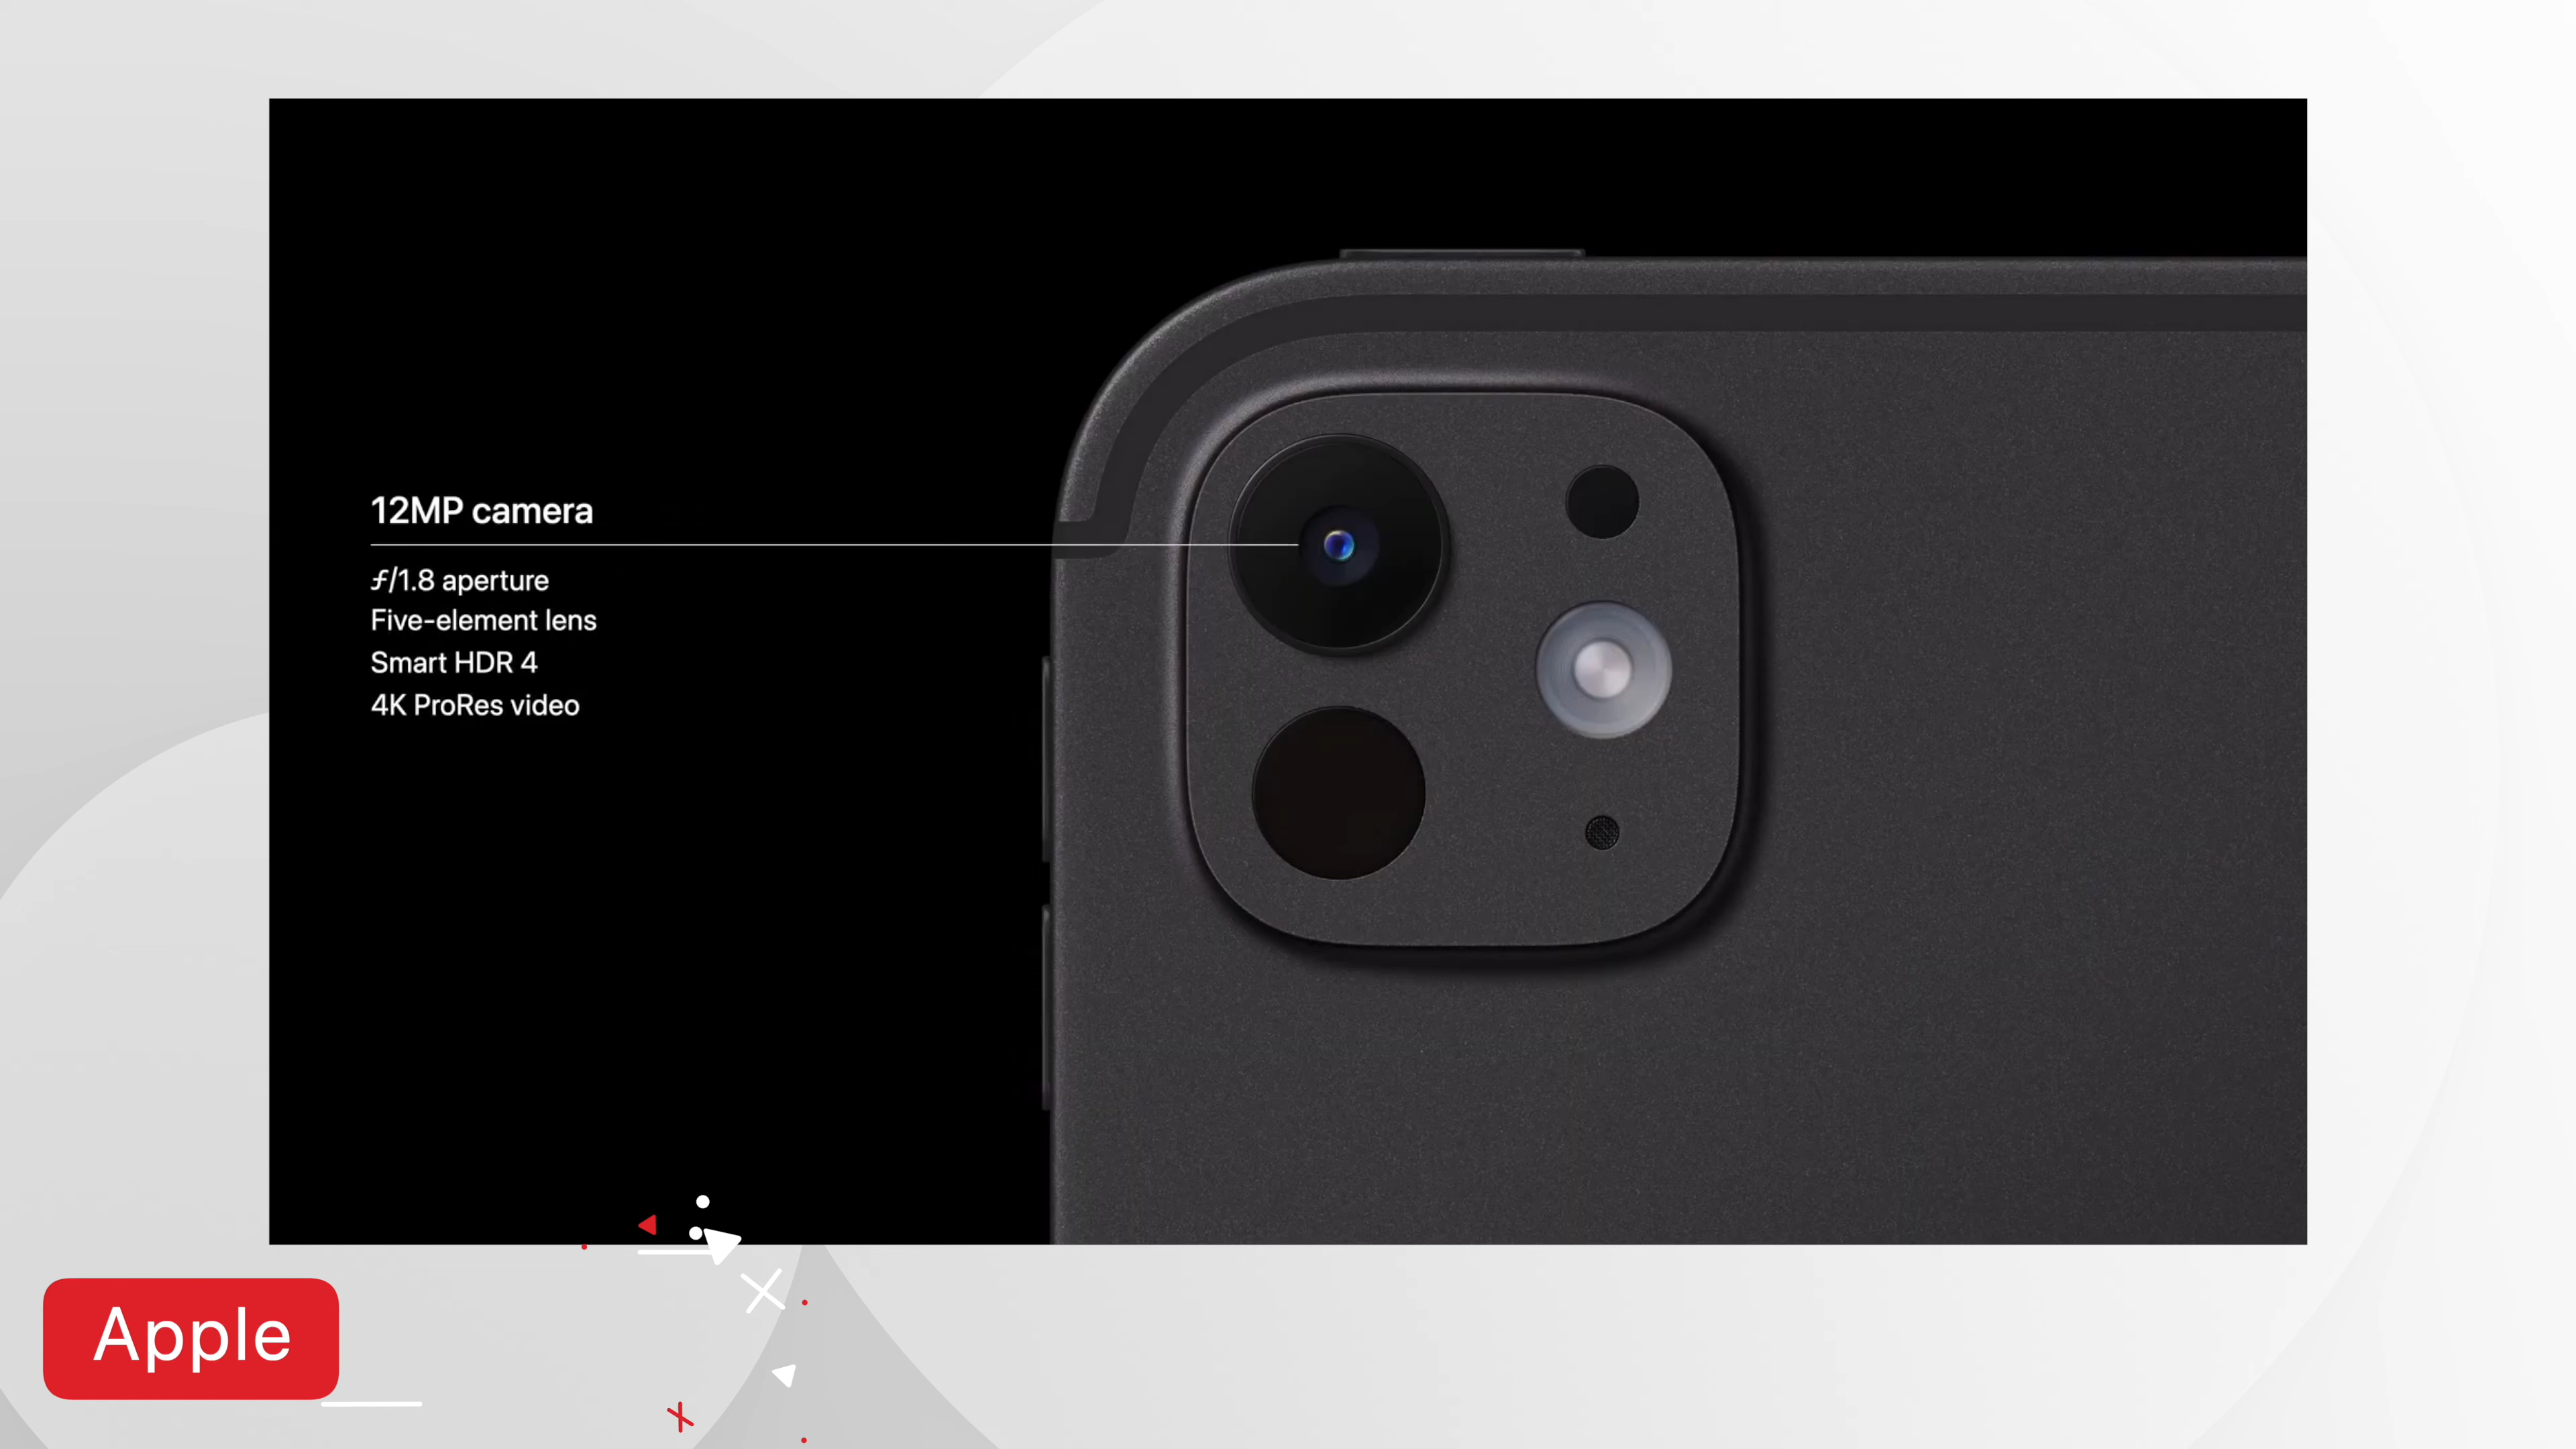 12MP camera
ƒ/1.8 aperture
Five-element lens
Smart HDR 4
4K ProRes video
Apple